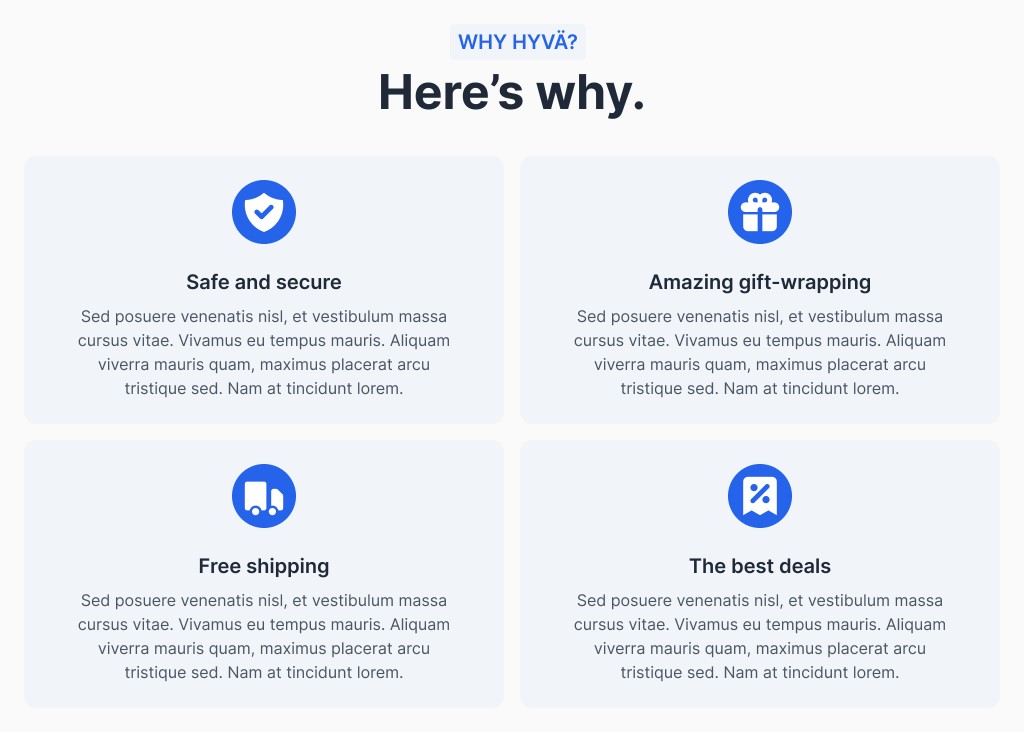 WHY HYVÄ?
Here’s why.
Safe and secure
Sed posuere venenatis nisl, et vestibulum massa
cursus vitae. Vivamus eu tempus mauris. Aliquam
viverra mauris quam, maximus placerat arcu
tristique sed. Nam at tincidunt lorem.
Amazing gift-wrapping
Sed posuere venenatis nisl, et vestibulum massa
cursus vitae. Vivamus eu tempus mauris. Aliquam
viverra mauris quam, maximus placerat arcu
tristique sed. Nam at tincidunt lorem.
Free shipping
Sed posuere venenatis nisl, et vestibulum massa
cursus vitae. Vivamus eu tempus mauris. Aliquam
viverra mauris quam, maximus placerat arcu
tristique sed. Nam at tincidunt lorem.
The best deals
Sed posuere venenatis nisl, et vestibulum massa
cursus vitae. Vivamus eu tempus mauris. Aliquam
viverra mauris quam, maximus placerat arcu
tristique sed. Nam at tincidunt lorem.